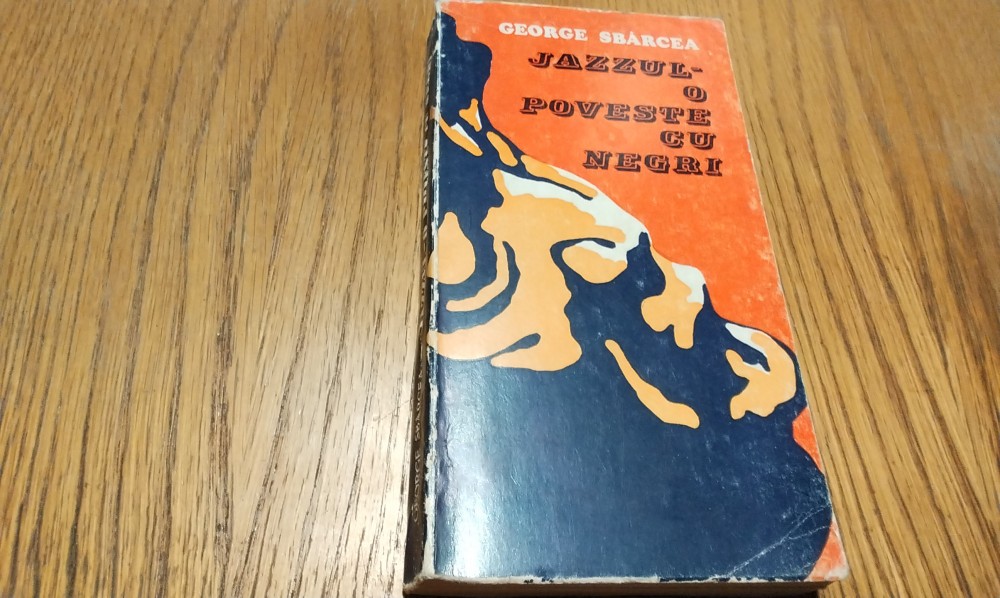 GEORGE SBÂRCEA
JAZZUL-
O
POVESTE
CU
NEGRI